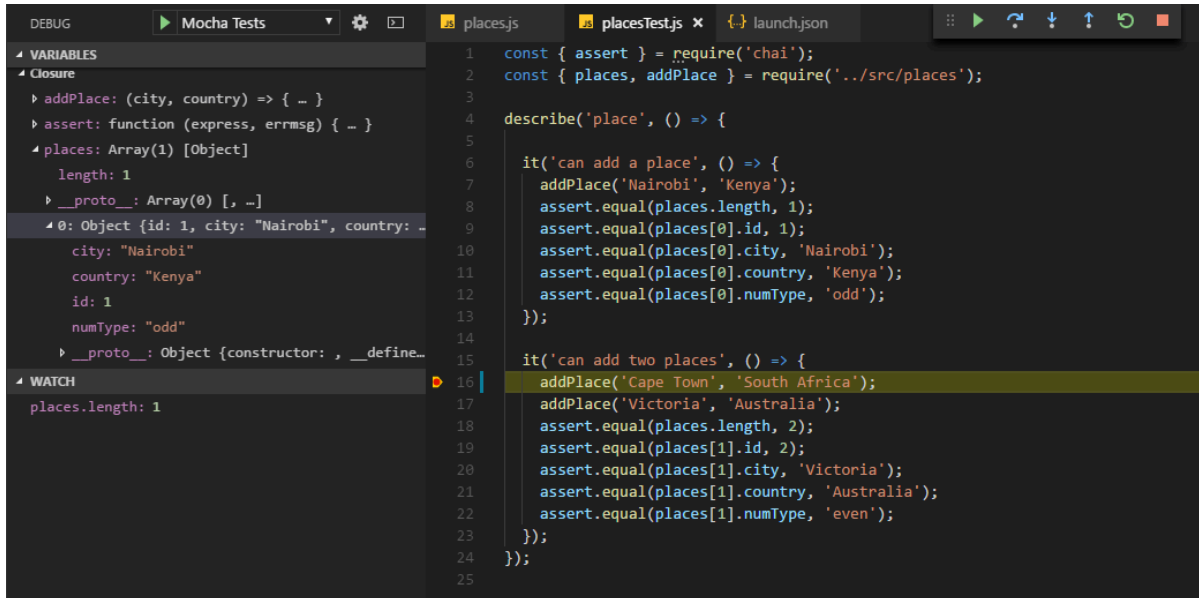 DEBUG Mocha Tests
places.js placesTest.js launch.json
VARIABLES
Closure
addPlace: (city, country) => { … }
assert: function (express, errmsg) { … }
places: Array(1) [Object]
length: 1
__proto__: Array(0) [, …]
0: Object {id: 1, city: "Nairobi", country: …
city: "Nairobi"
country: "Kenya"
id: 1
numType: "odd"
__proto__: Object {constructor: , __define…
WATCH
places.length: 1
1 const { assert } = require('chai');
2 const { places, addPlace } = require('../src/places');
3
4 describe('place', () => {
5
6 it('can add a place', () => {
7 addPlace('Nairobi', 'Kenya');
8 assert.equal(places.length, 1);
9 assert.equal(places[0].id, 1);
10 assert.equal(places[0].city, 'Nairobi');
11 assert.equal(places[0].country, 'Kenya');
12 assert.equal(places[0].numType, 'odd');
13 });
14
15 it('can add two places', () => {
16 addPlace('Cape Town', 'South Africa');
17 addPlace('Victoria', 'Australia');
18 assert.equal(places.length, 2);
19 assert.equal(places[1].id, 2);
20 assert.equal(places[1].city, 'Victoria');
21 assert.equal(places[1].country, 'Australia');
22 assert.equal(places[1].numType, 'even');
23 });
24 });
25